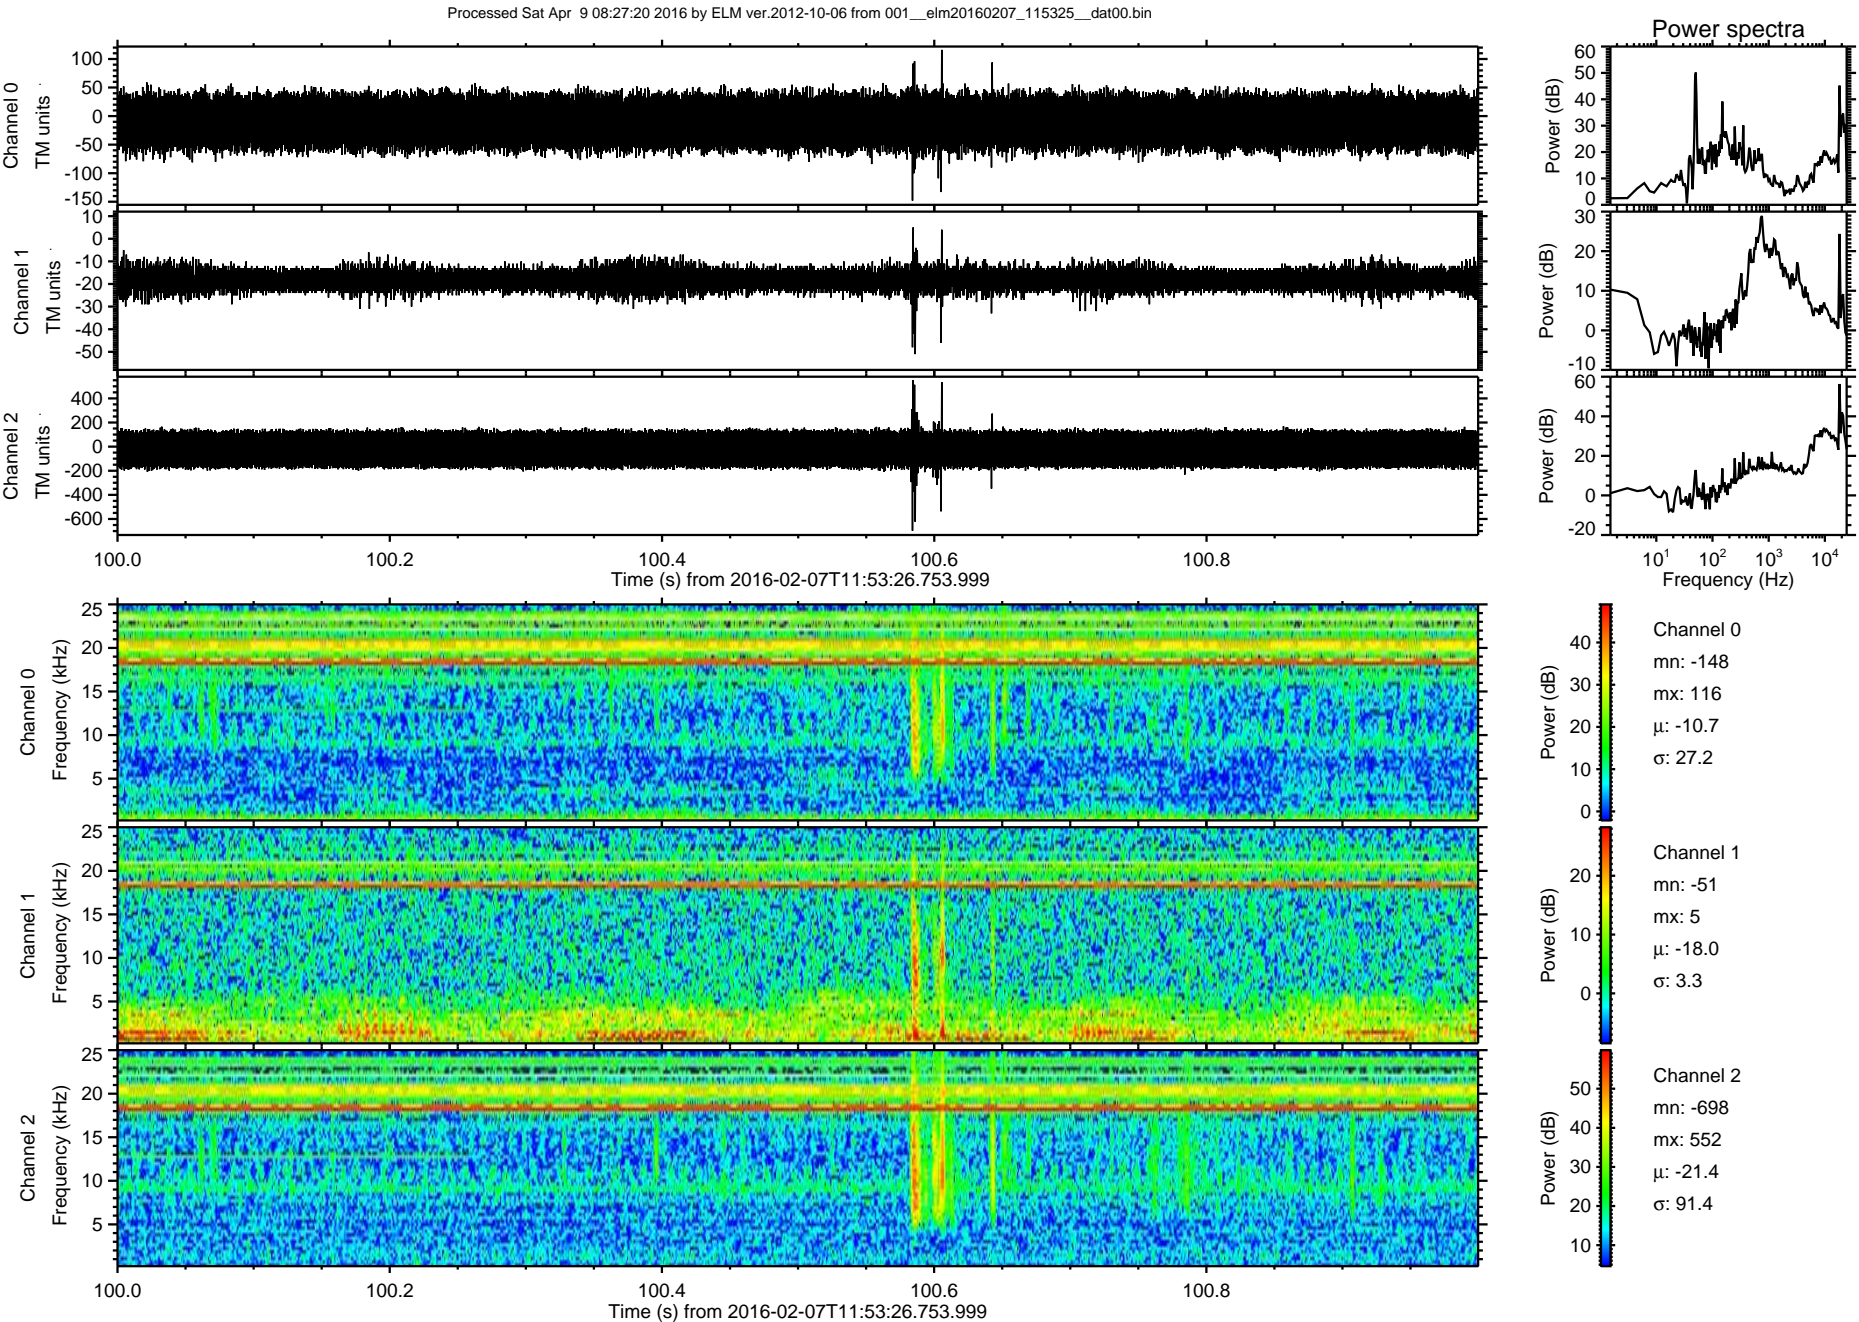 Processed Sat Apr  9 08:27:20 2016 by ELM ver.2012-10-06 from 001__elm20160207_115325__dat00.bin
Power spectra
Channel 0
TM units
100
50
0
-50
-100
-150
Power (dB)
60
50
40
30
20
10
0
Channel 1
TM units
10
0
-10
-20
-30
-40
-50
Power (dB)
30
20
10
0
-10
Channel 2
TM units
400
200
0
-200
-400
-600
Power (dB)
60
40
20
0
-20
100.0 100.2 100.4 100.6 100.8
Time (s) from 2016-02-07T11:53:26.753.999
10¹ 10² 10³ 10⁴
Frequency (Hz)
Channel 0
Frequency (kHz)
25
20
15
10
5
Power (dB)
40
30
20
10
0
Channel 0
mn: -148
mx: 116
μ: -10.7
σ: 27.2
Channel 1
Frequency (kHz)
25
20
15
10
5
Power (dB)
20
10
0
Channel 1
mn: -51
mx: 5
μ: -18.0
σ: 3.3
Channel 2
Frequency (kHz)
25
20
15
10
5
Power (dB)
50
40
30
20
10
Channel 2
mn: -698
mx: 552
μ: -21.4
σ: 91.4
100.0 100.2 100.4 100.6 100.8
Time (s) from 2016-02-07T11:53:26.753.999